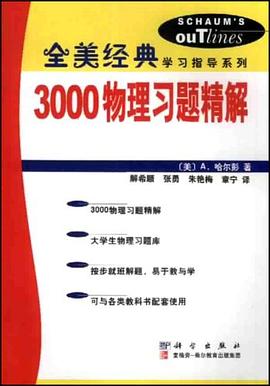 SCHAUM'S
ouTlines
全美经典 学习指导系列
3000物理习题精解
(美) A. 哈尔彭 著
解希顺 张勇 朱艳梅 章宁 译
3000物理习题精解
大学生物理习题库
按步就班解题，易于教与学
可与各类教科书配套使用
科学出版社
麦格劳-希尔教育出版集团